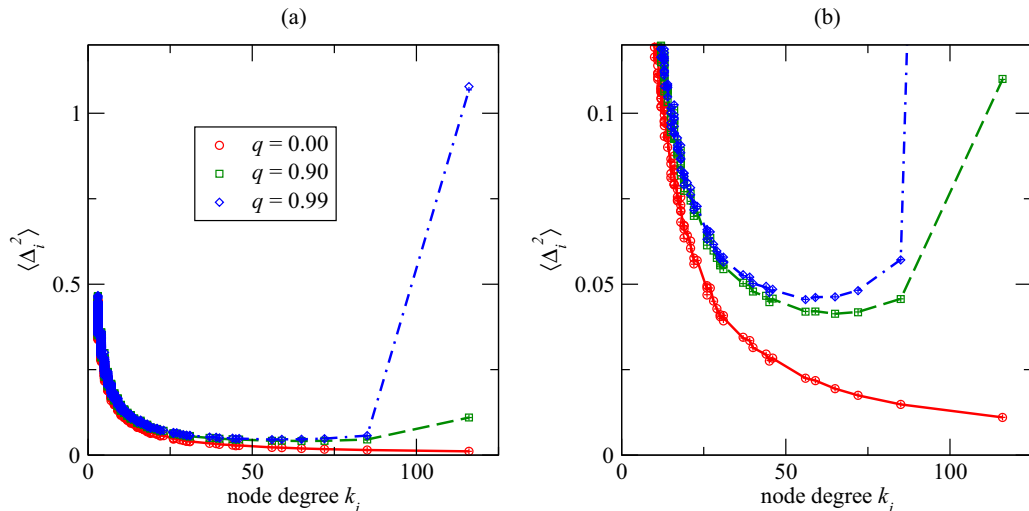 (a)
(b)
1
0.5
0
⟨Δᵢ²⟩
q = 0.00
q = 0.90
q = 0.99
0
50
100
node degree kᵢ
0.1
0.05
0
⟨Δᵢ²⟩
0
50
100
node degree kᵢ